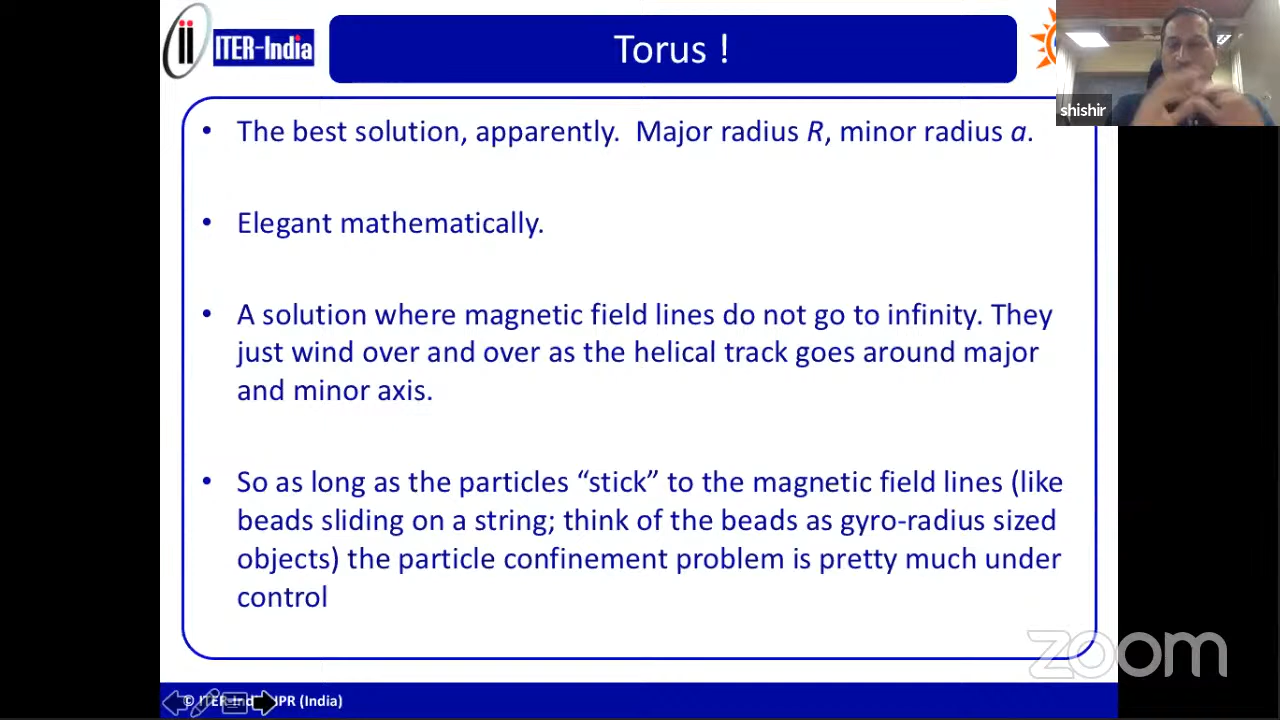 ITER-India
Torus !
shishir
• The best solution, apparently. Major radius R, minor radius a.
• Elegant mathematically.
• A solution where magnetic field lines do not go to infinity. They
just wind over and over as the helical track goes around major
and minor axis.
• So as long as the particles “stick” to the magnetic field lines (like
beads sliding on a string; think of the beads as gyro-radius sized
objects) the particle confinement problem is pretty much under
control
zoom
© ITER-Ind IPR (India)